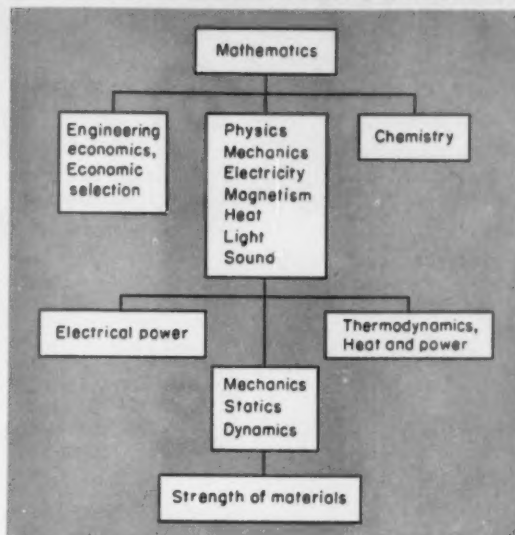 Mathematics
Engineering
economics,
Economic
selection
Physics
Mechanics
Electricity
Magnetism
Heat
Light
Sound
Chemistry
Electrical power
Thermodynamics,
Heat and power
Mechanics
Statics
Dynamics
Strength of materials